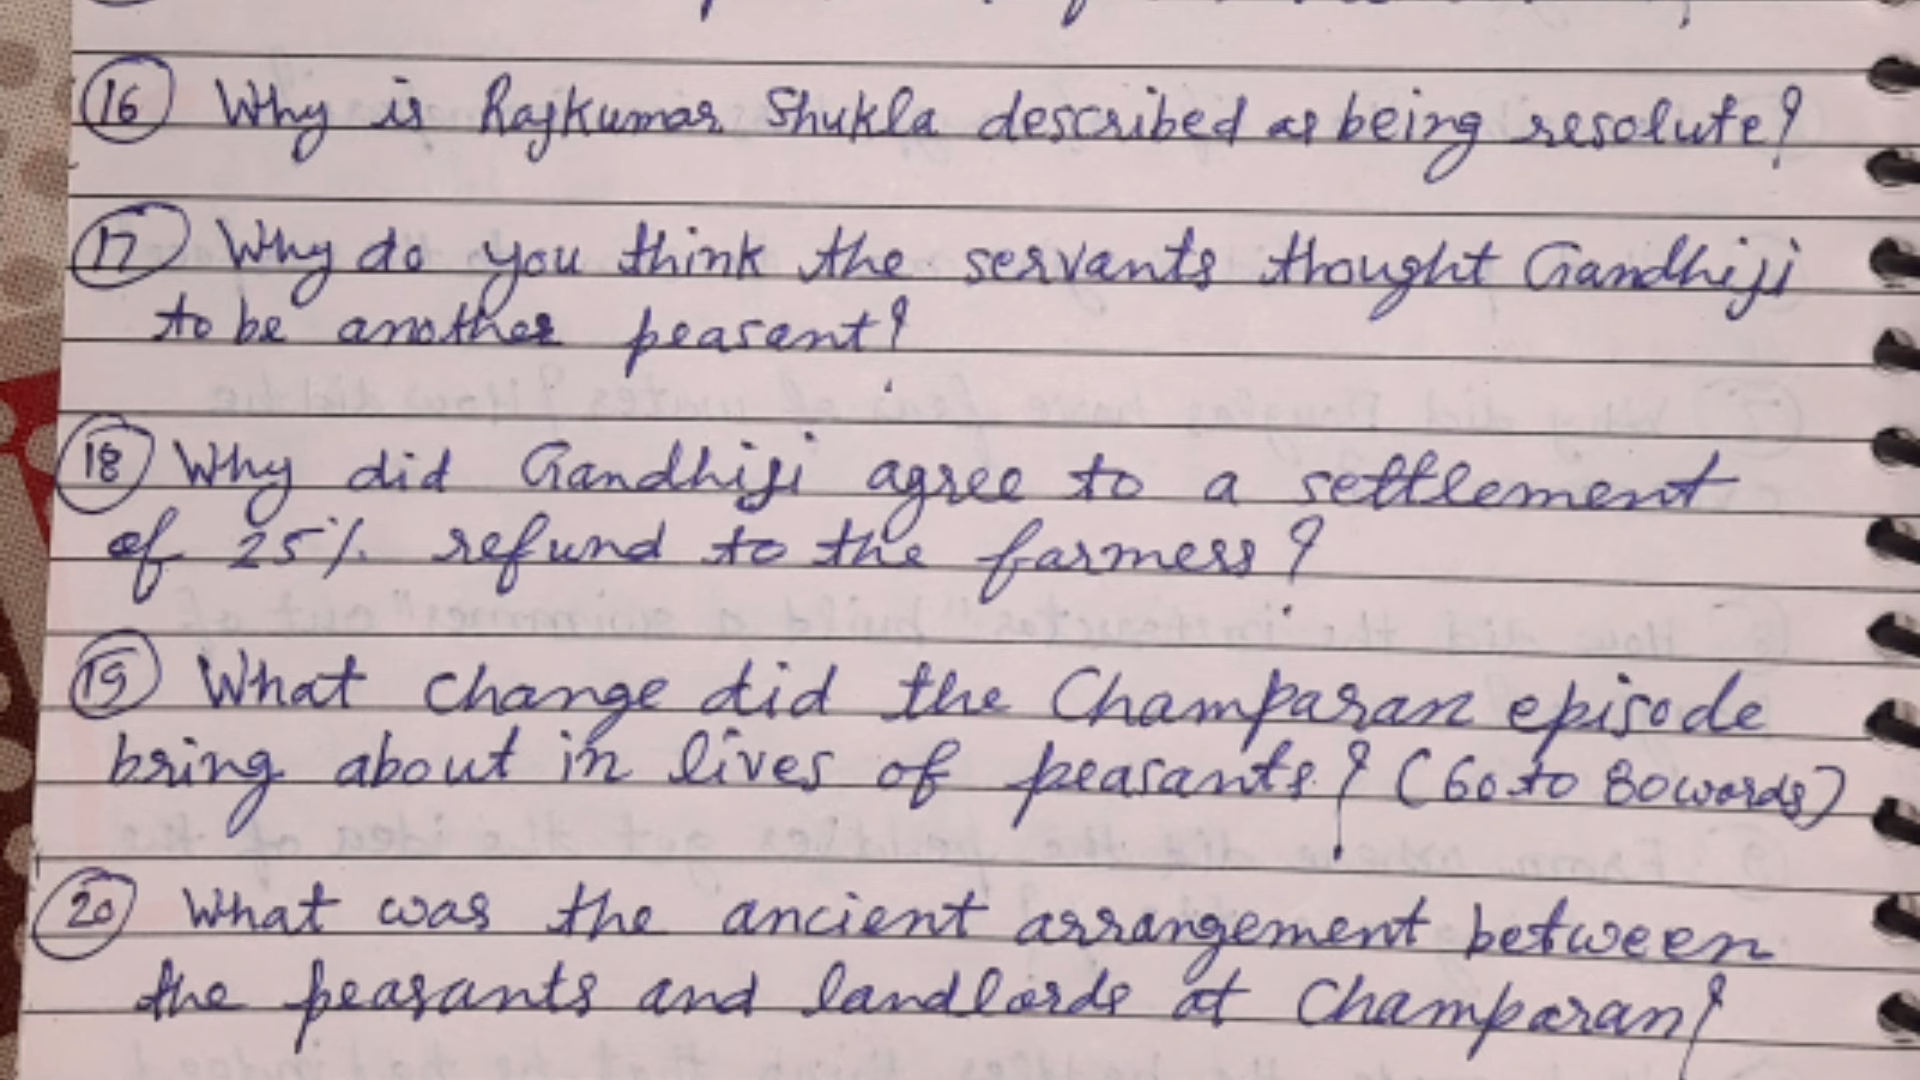 (16) Why is Rajkumar Shukla described as being resolute?
(17) Why do you think the servants thought Gandhiji
to be another peasant?
(18) Why did Gandhiji agree to a settlement
of 25% refund to the farmers?
(19) What change did the Champaran episode
bring about in lives of peasants? (60 to 80 words)
(20) What was the ancient arrangement between
the peasants and landlords at Champaran?